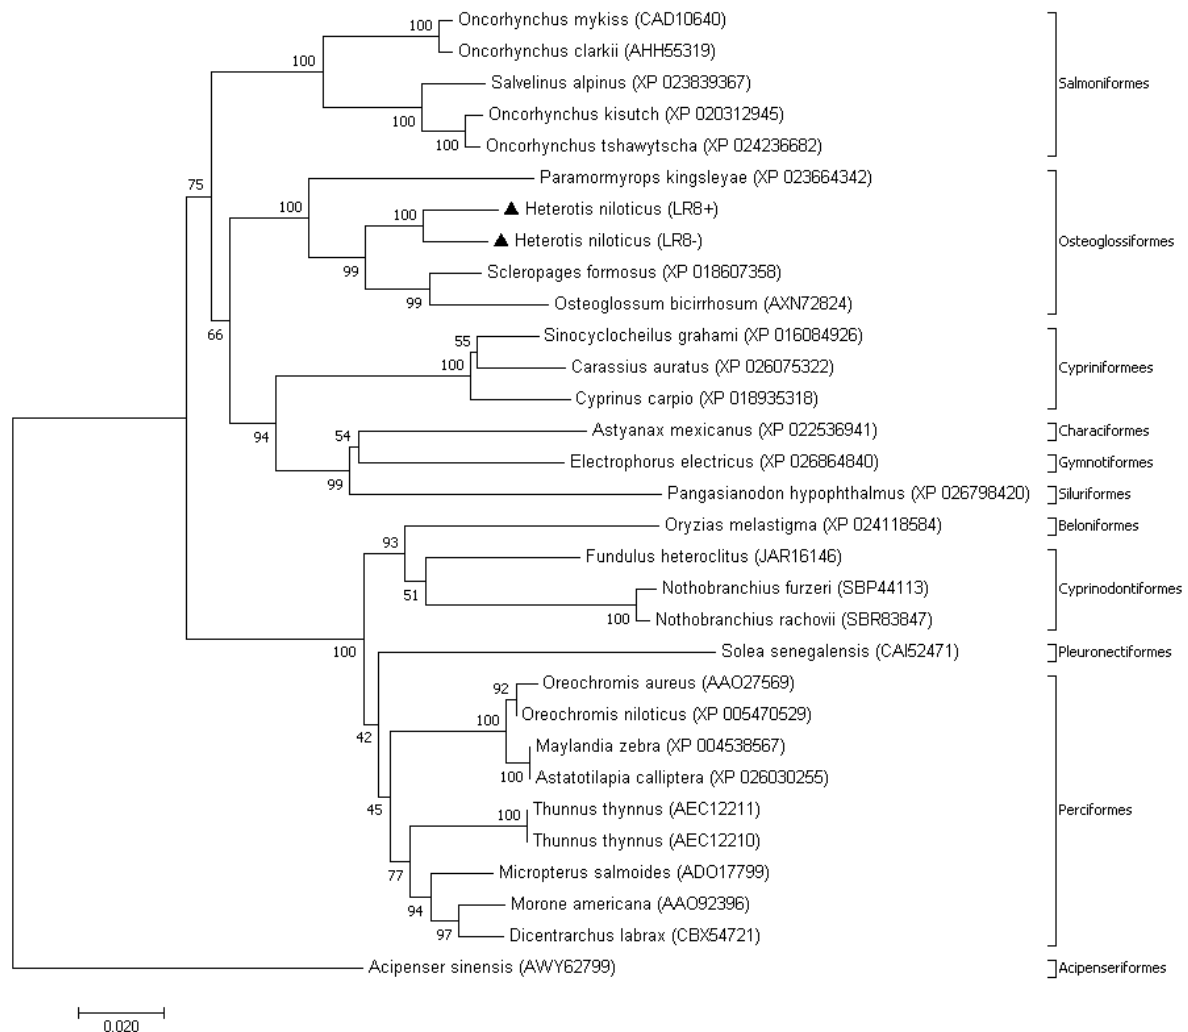 100 Oncorhynchus mykiss (CAD10640)
Oncorhynchus clarkii (AHH55319)
100
Salvelinus alpinus (XP 023839367)
Salmoniformes
Oncorhynchus kisutch (XP 020312945)
100
100 Oncorhynchus tshawytscha (XP 024236682)
75
Paramormyrops kingsleyae (XP 023664342)
100
100 Heterotis niloticus (LR8+)
Heterotis niloticus (LR8-)
Osteoglossiformes
99
Scleropages formosus (XP 018607358)
99
Osteoglossum bicirrhosum (AXN72824)
66
Sinocyclocheilus grahami (XP 016084926)
55
100
Carassius auratus (XP 026075322)
Cypriniformees
Cyprinus carpio (XP 018935318)
94
54
Astyanax mexicanus (XP 022536941)
Characiformes
Electrophorus electricus (XP 026864840)
Gymnotiformes
99
Pangasianodon hypophthalmus (XP 026798420)
Siluriformes
Oryzias melastigma (XP 024118584)
Beloniformes
93
Fundulus heteroclitus (JAR16146)
51
Nothobranchius furzeri (SBP44113)
Cyprinodontiformes
100
Nothobranchius rachovii (SBR83847)
100
Solea senegalensis (CAI52471)
Pleuronectiformes
92
Oreochromis aureus (AAO27569)
100
Oreochromis niloticus (XP 005470529)
42
Maylandia zebra (XP 004538567)
100
Astatotilapia calliptera (XP 026030255)
45
100
Thunnus thynnus (AEC12211)
Perciformes
Thunnus thynnus (AEC12210)
77
Micropterus salmoides (ADO17799)
94
Morone americana (AAO92396)
97
Dicentrarchus labrax (CBX54721)
Acipenser sinensis (AWY62799)
Acipenseriformes
0.020